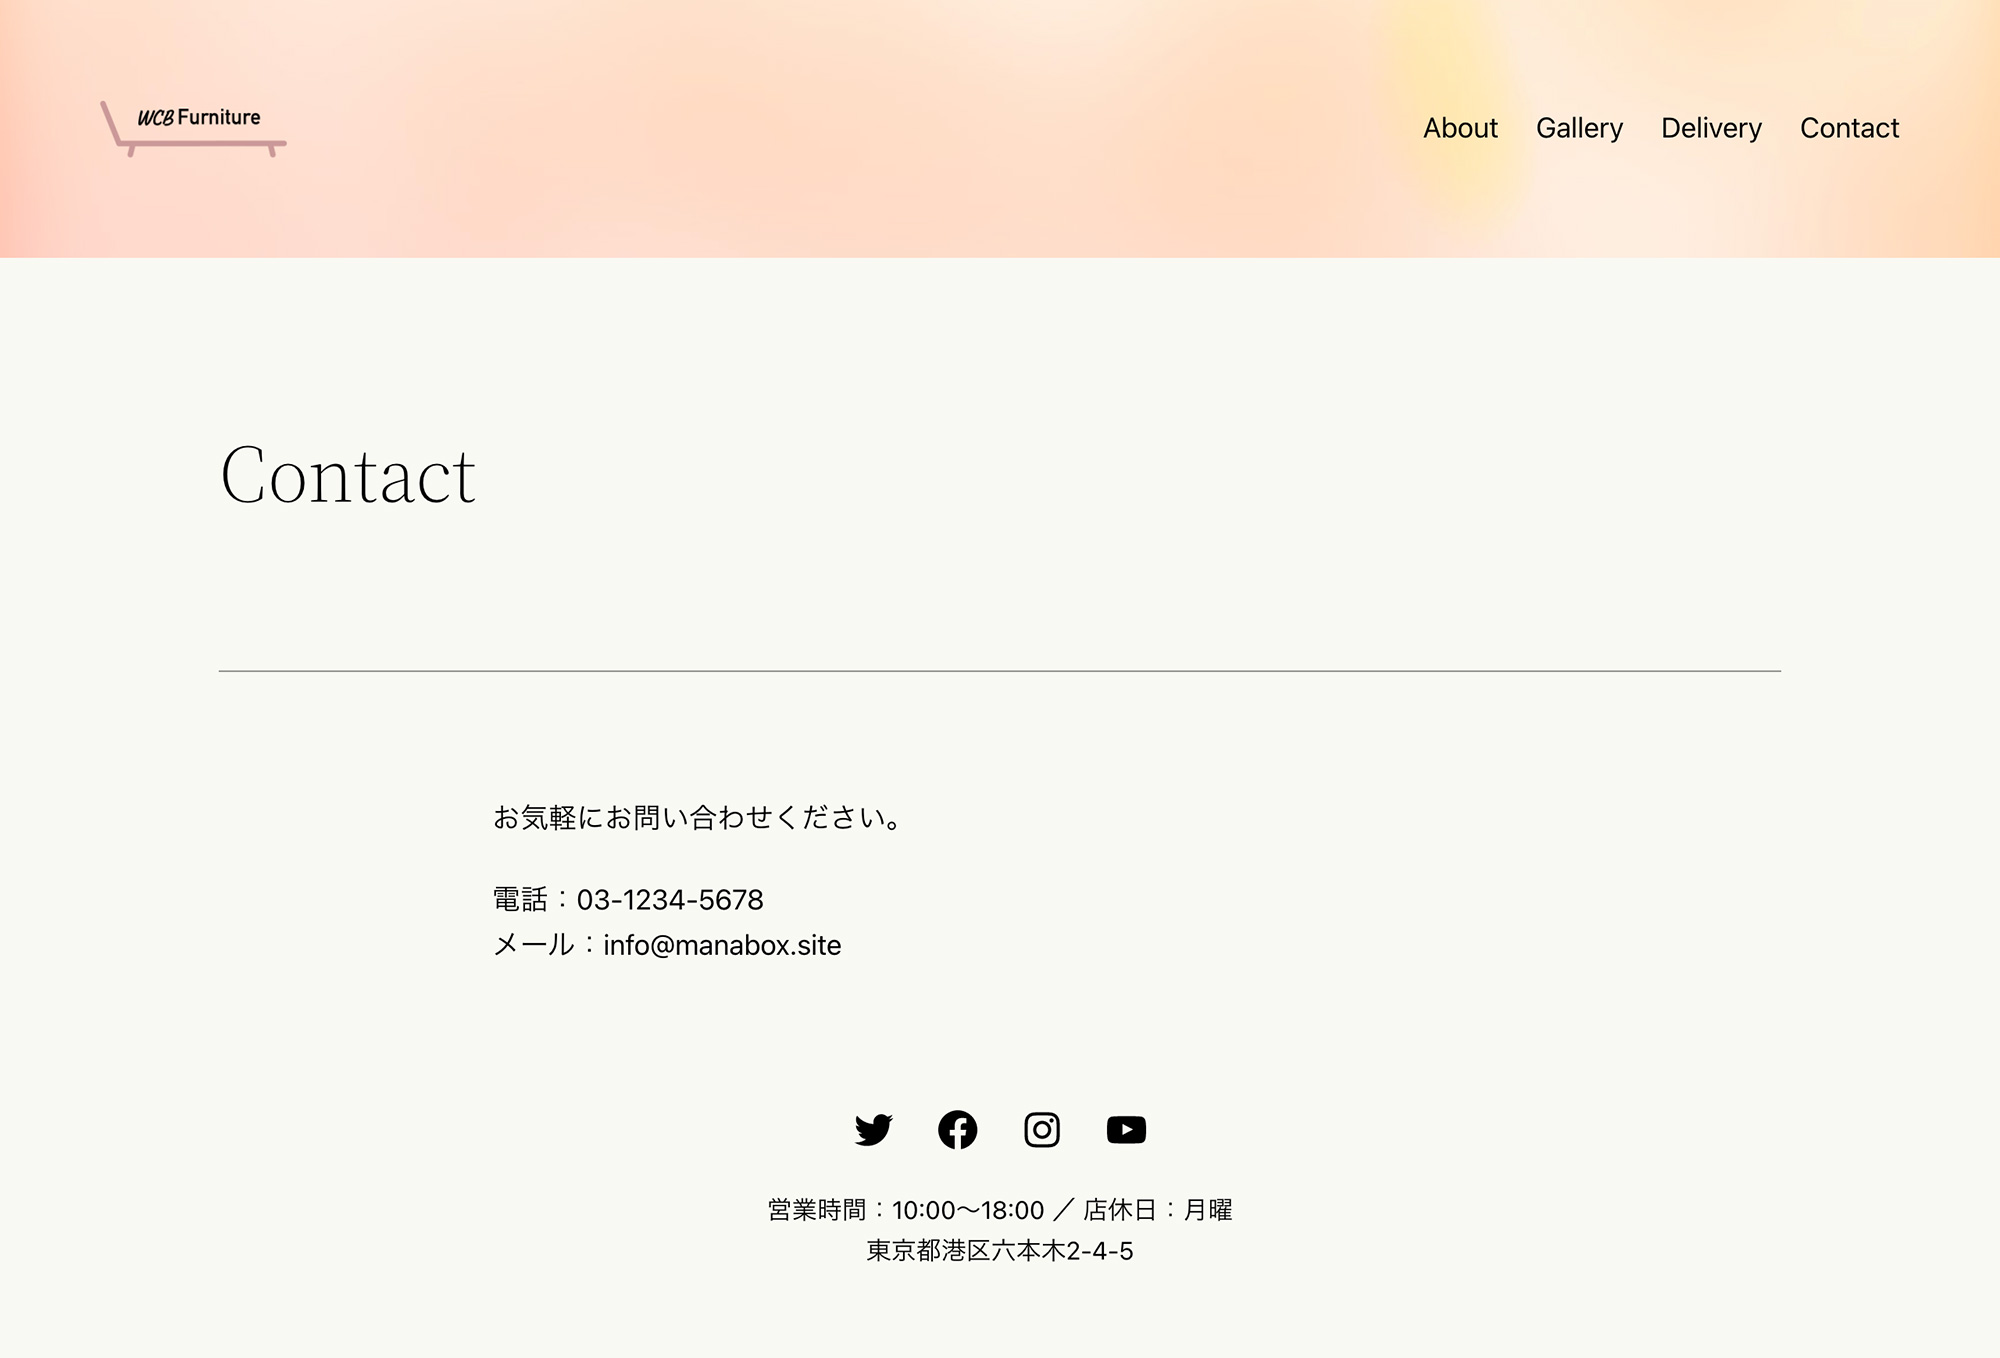 WCB Furniture
About Gallery Delivery Contact
Contact
お気軽にお問い合わせください。
電話：03-1234-5678
メール：info@manabox.site
営業時間：10:00〜18:00 ／ 店休日：月曜
東京都港区六本木2-4-5